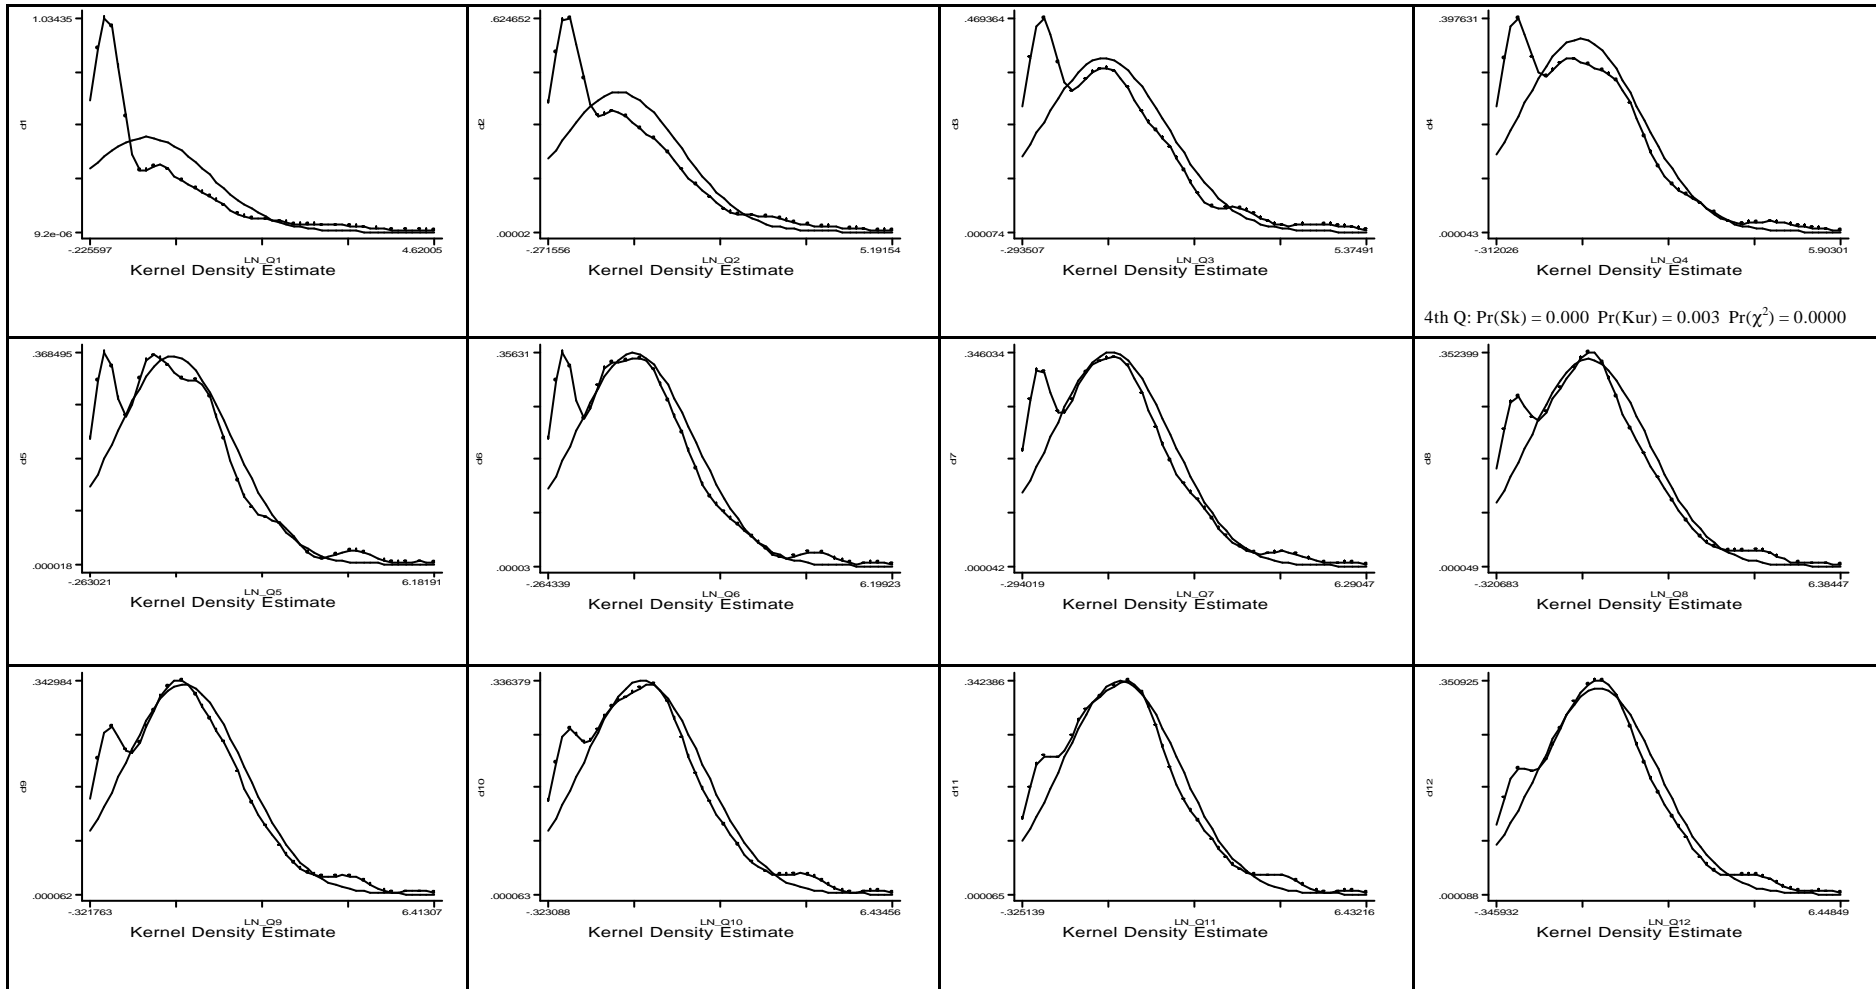 1.03435
d1
9.2e-06
-.225597
4.62005
LN_Q1
Kernel Density Estimate
.624652
d2
.00002
-.271556
5.19154
LN_Q2
Kernel Density Estimate
.469364
d3
.000074
-.293507
5.37491
LN_Q3
Kernel Density Estimate
.397631
d4
.000043
-.312026
5.90301
LN_Q4
Kernel Density Estimate
4th Q: Pr(Sk) = 0.000 Pr(Kur) = 0.003 Pr(χ²) = 0.0000
.368495
d5
.000018
-.263021
6.18191
LN_Q5
Kernel Density Estimate
.35631
d6
.00003
-.264339
6.19923
LN_Q6
Kernel Density Estimate
.346034
d7
.000042
-.294019
6.29047
LN_Q7
Kernel Density Estimate
.352399
d8
.000049
-.320683
6.38447
LN_Q8
Kernel Density Estimate
.342984
d9
.000062
-.321763
6.41307
LN_Q9
Kernel Density Estimate
.336379
d10
.000063
-.323088
6.43456
LN_Q10
Kernel Density Estimate
.342386
d11
.000065
-.325139
6.43216
LN_Q11
Kernel Density Estimate
.350925
d12
.000088
-.345932
6.44849
LN_Q12
Kernel Density Estimate